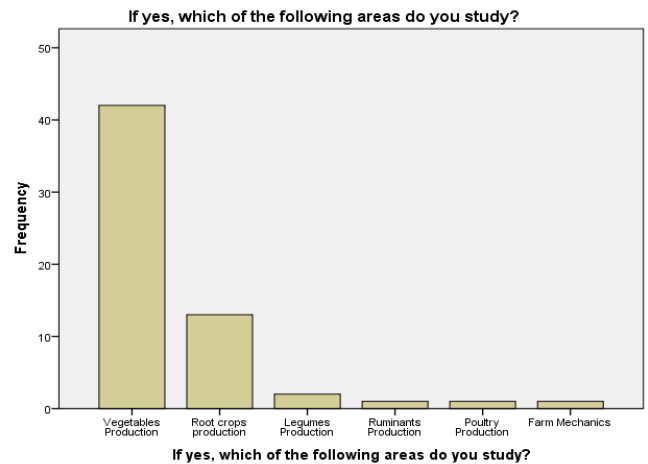 If yes, which of the following areas do you study?
50
40
30
20
10
0
Frequency
Vegetables
Production
Root crops
production
Legumes
Production
Ruminants
Production
Poultry
Production
Farm Mechanics
If yes, which of the following areas do you study?